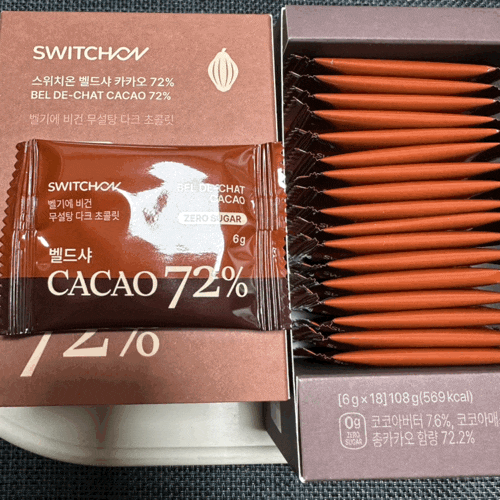 SWITCHON
스위치온 벨드샤 카카오 72%
BEL DE-CHAT CACAO 72%
벨기에 비건 무설탕 다크 초콜릿
SWITCHON
벨기에 비건
무설탕 다크 초콜릿
BEL DE-CHAT
CACAO
ZERO SUGAR
6g
벨드샤
CACAO 72%
72%
[6g×18] 108g(569kcal)
0g
ZERO
SUGAR
코코아버터 7.6%, 코코아매
총카카오 함량 72.2%